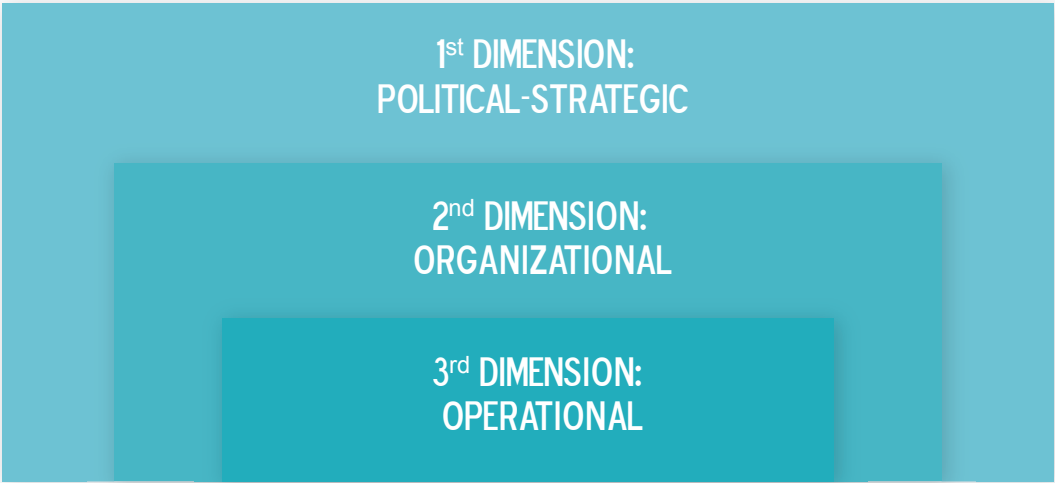 1st DIMENSION:
POLITICAL-STRATEGIC
2nd DIMENSION:
ORGANIZATIONAL
3rd DIMENSION:
OPERATIONAL